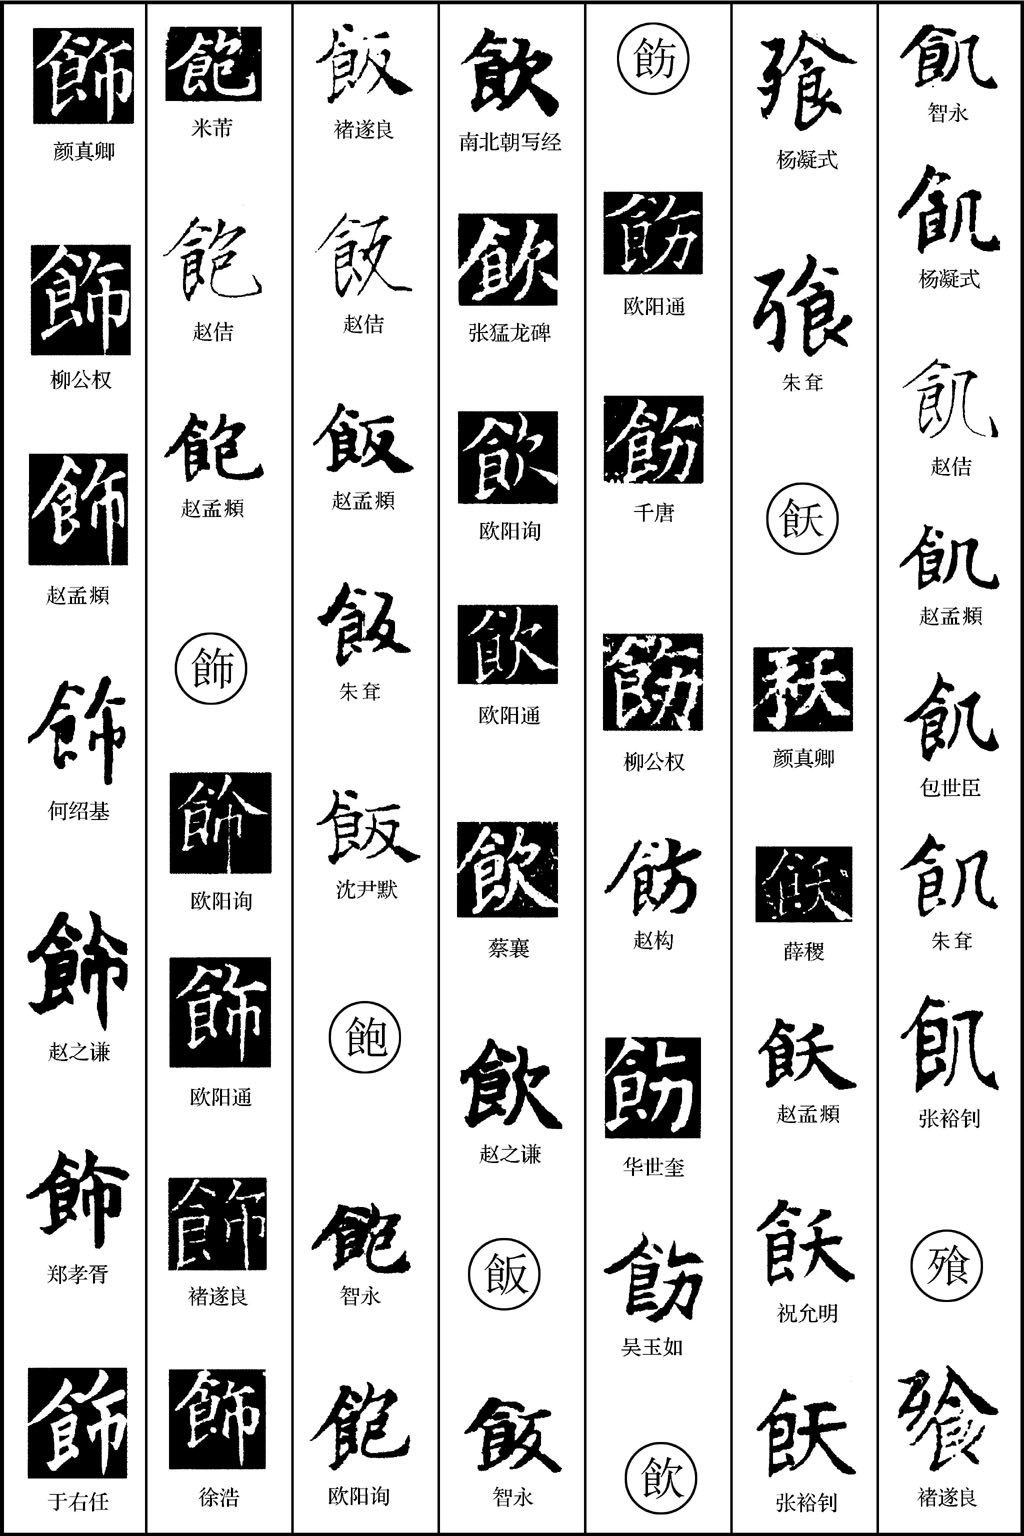 飢
智永
飢
杨凝式
飢
赵佶
飢
赵孟頫
飢
包世臣
飢
朱耷
飢
张裕钊
飱
飱
褚遂良
飱
杨凝式
飱
朱耷
飫
飫
颜真卿
飫
薛稷
飫
赵孟頫
飫
祝允明
飫
张裕钊
飭
飭
欧阳通
飭
千唐
飭
柳公权
飭
赵构
飭
华世奎
飭
吴玉如
飲
飲
南北朝写经
飲
张猛龙碑
飲
欧阳询
飲
欧阳通
飲
蔡襄
飲
赵之谦
飯
飯
智永
飯
褚遂良
飯
赵佶
飯
赵孟頫
飯
朱耷
飯
沈尹默
飽
飽
智永
飽
欧阳询
飽
米芾
飽
赵佶
飽
赵孟頫
飾
飾
欧阳询
飾
欧阳通
飾
褚遂良
飾
徐浩
飾
颜真卿
飾
柳公权
飾
赵孟頫
飾
何绍基
飾
赵之谦
飾
郑孝胥
飾
于右任